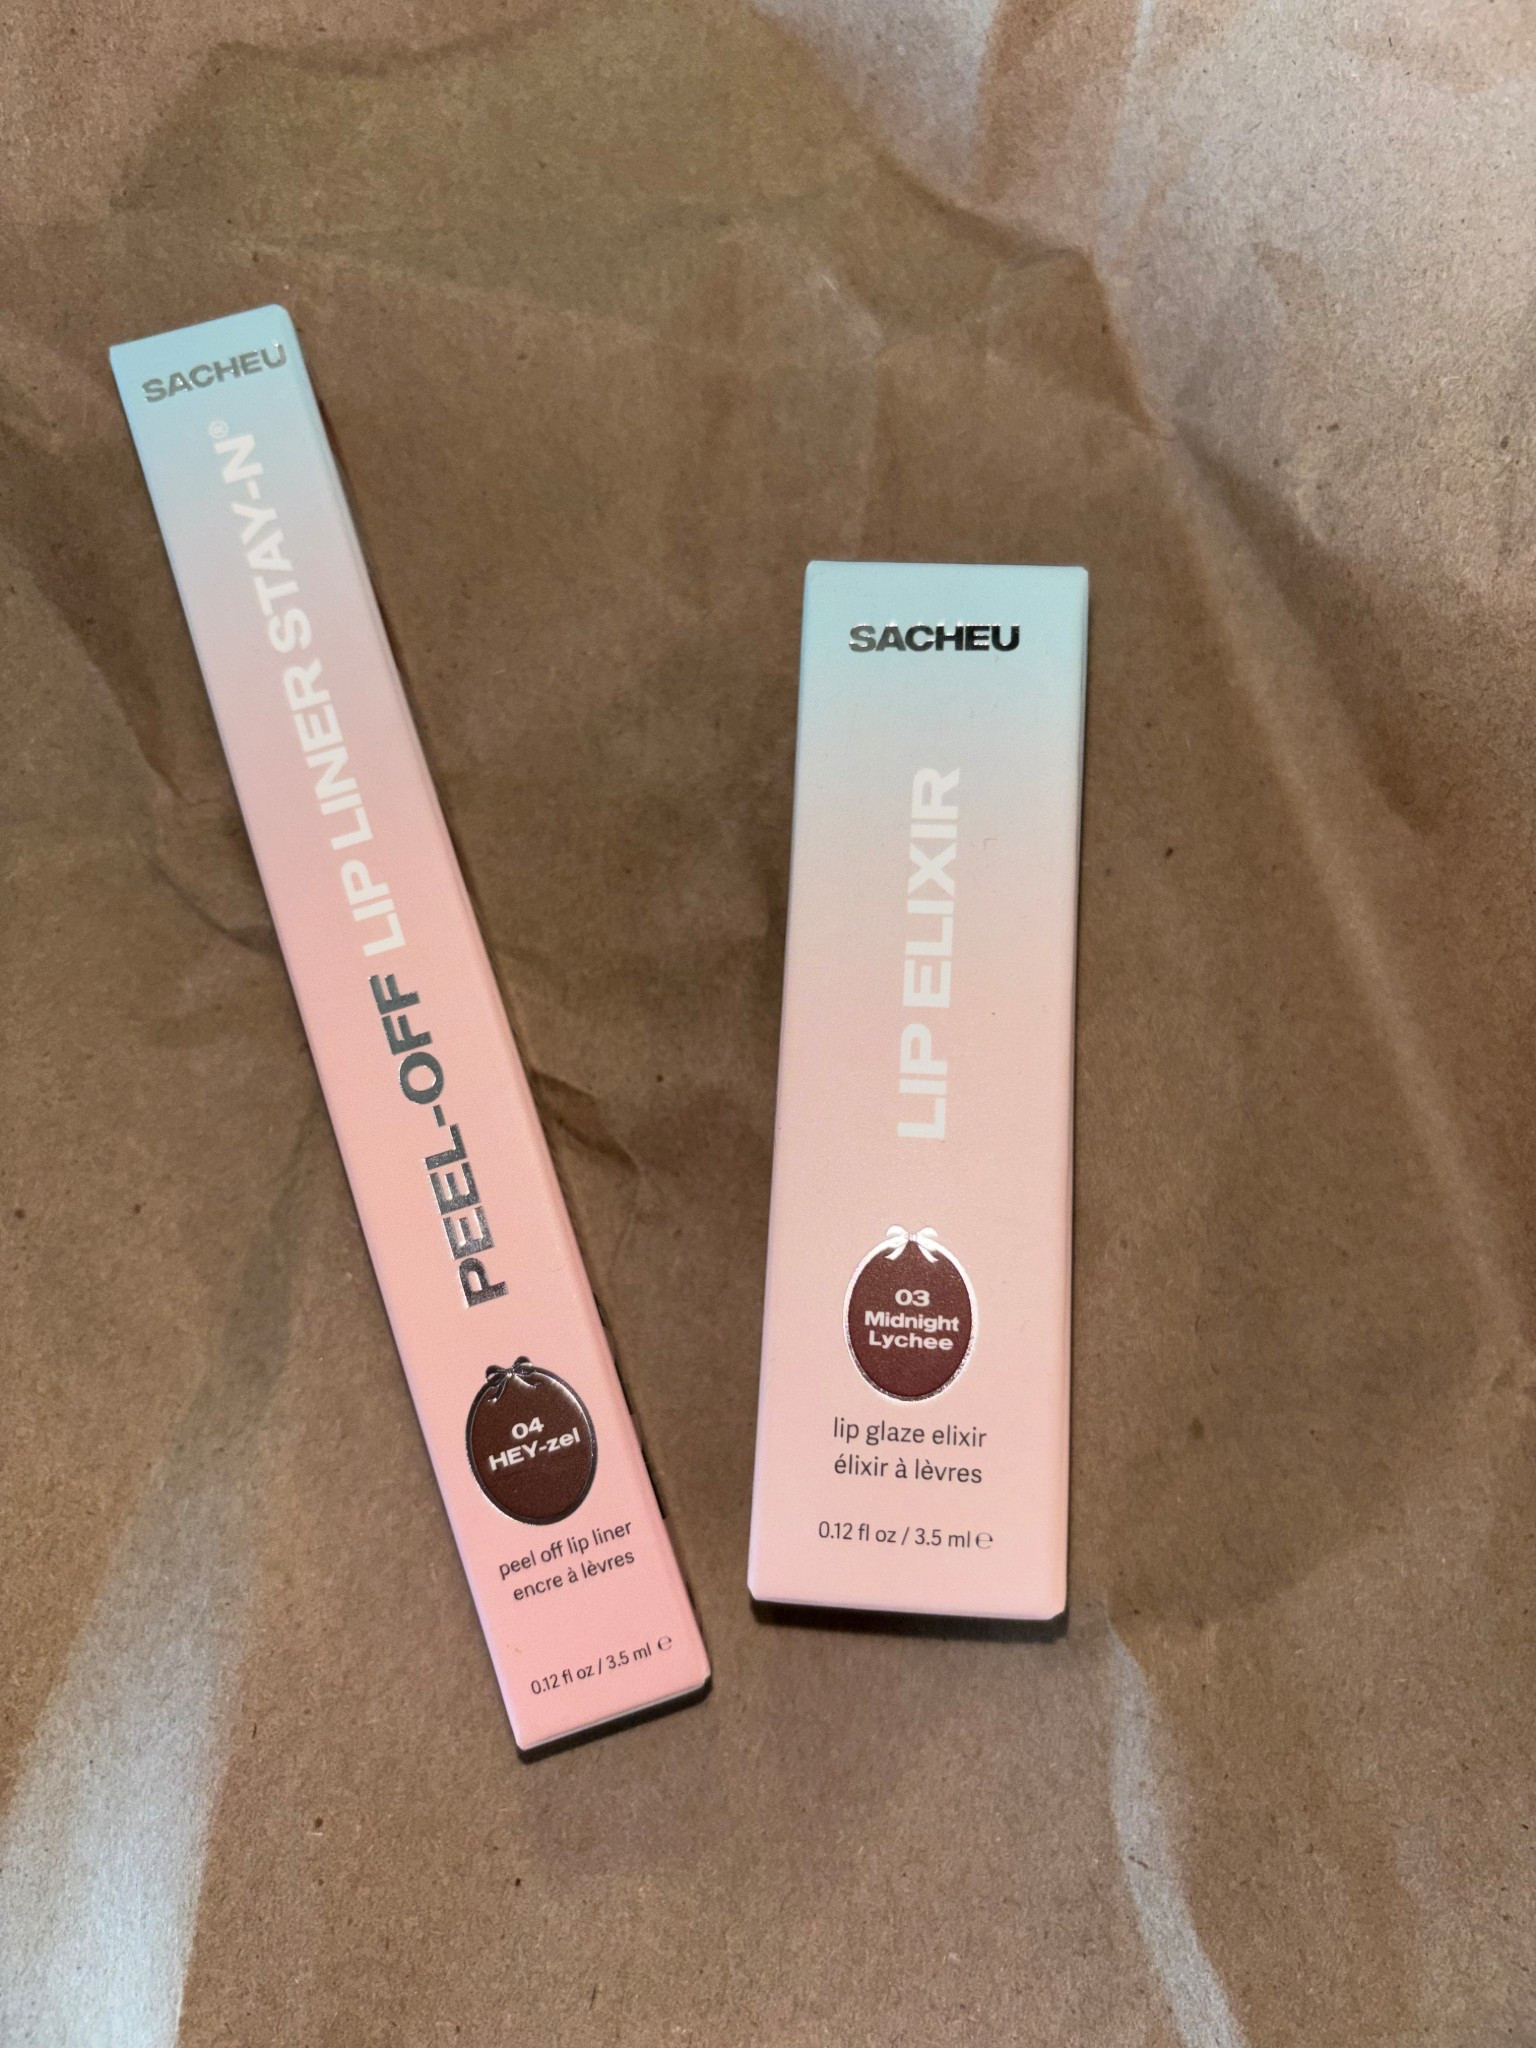 SACHEU
PEEL-OFF LIP LINER STAY-N®
04
HEY-zel
peel off lip liner
encre à lèvres
0.12 fl oz / 3.5 ml ℮
SACHEU
LIP ELIXIR
03
Midnight
Lychee
lip glaze elixir
élixir à lèvres
0.12 fl oz / 3.5 ml ℮